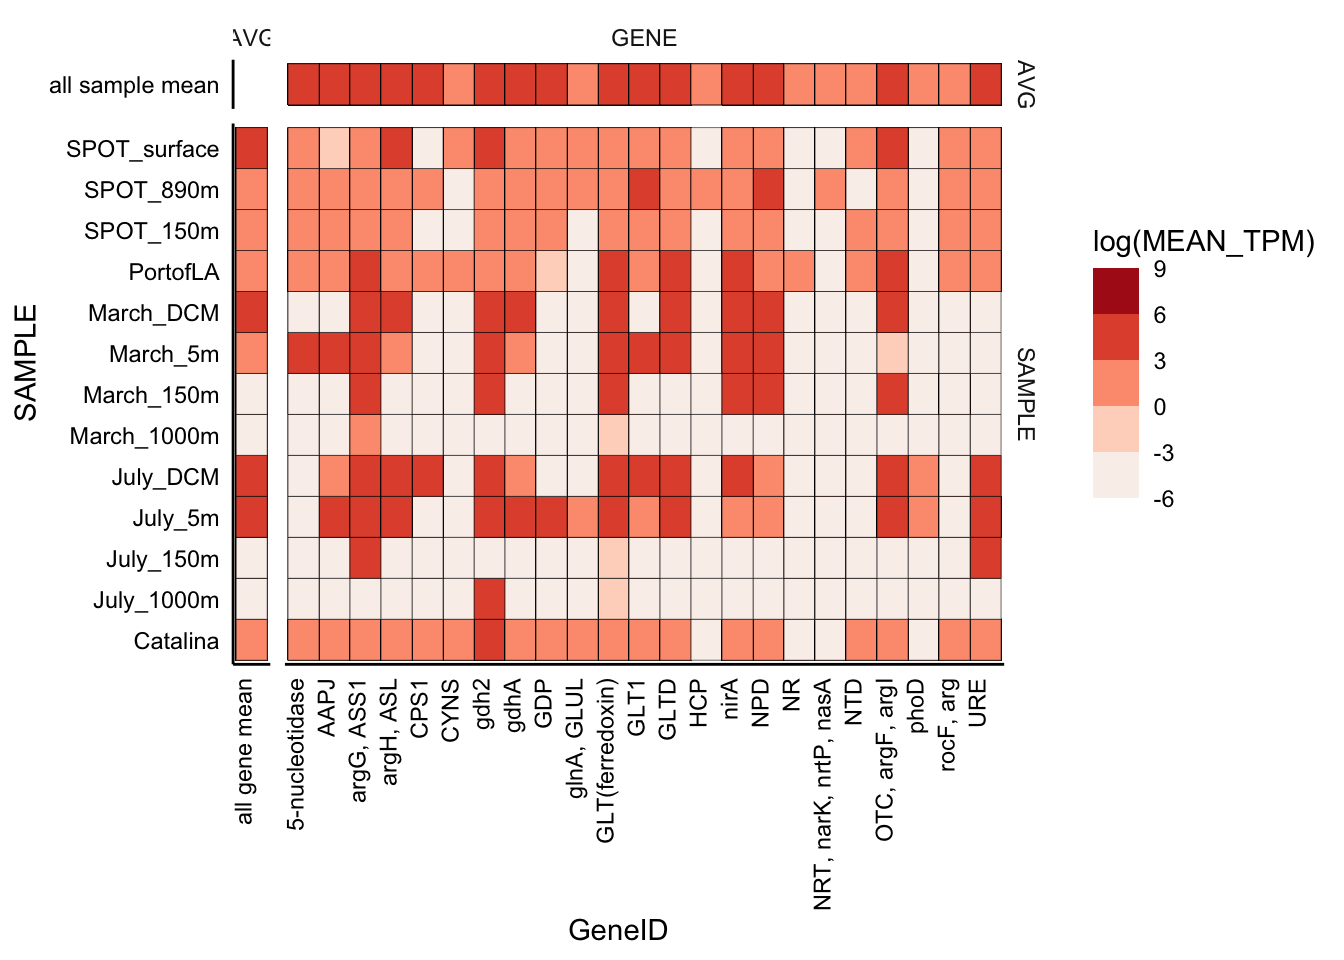 AVG
GENE
all sample mean
AVG
SPOT_surface
SPOT_890m
SPOT_150m
PortofLA
March_DCM
March_5m
March_150m
March_1000m
July_DCM
July_5m
July_150m
July_1000m
Catalina
SAMPLE
SAMPLE
log(MEAN_TPM)
9
6
3
0
-3
-6
all gene mean
5-nucleotidase
AAPJ
argG, ASS1
argH, ASL
CPS1
CYNS
gdh2
gdhA
GDP
glnA, GLUL
GLT(ferredoxin)
GLT1
GLTD
HCP
nirA
NPD
NR
NRT, narK, nrtP, nasA
NTD
OTC, argF, argI
phoD
rocF, arg
URE
GeneID